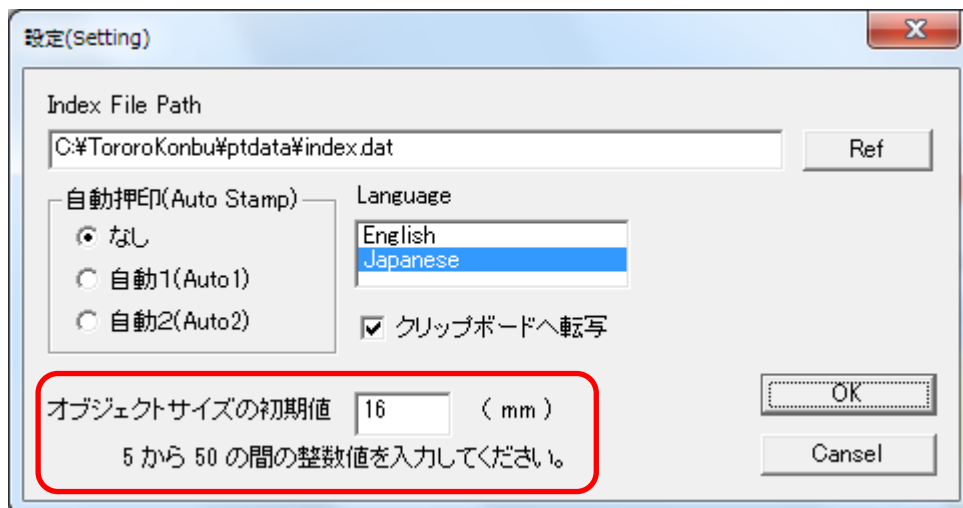 設定(Setting)
Index File Path
C:¥TororoKonbu¥ptdata¥index.dat
Ref
自動押印(Auto Stamp)
なし
自動1(Auto1)
自動2(Auto2)
Language
English
Japanese
クリップボードへ転写
オブジェクトサイズの初期値 16 (mm)
5 から 50 の間の整数値を入力してください。
OK
Cansel